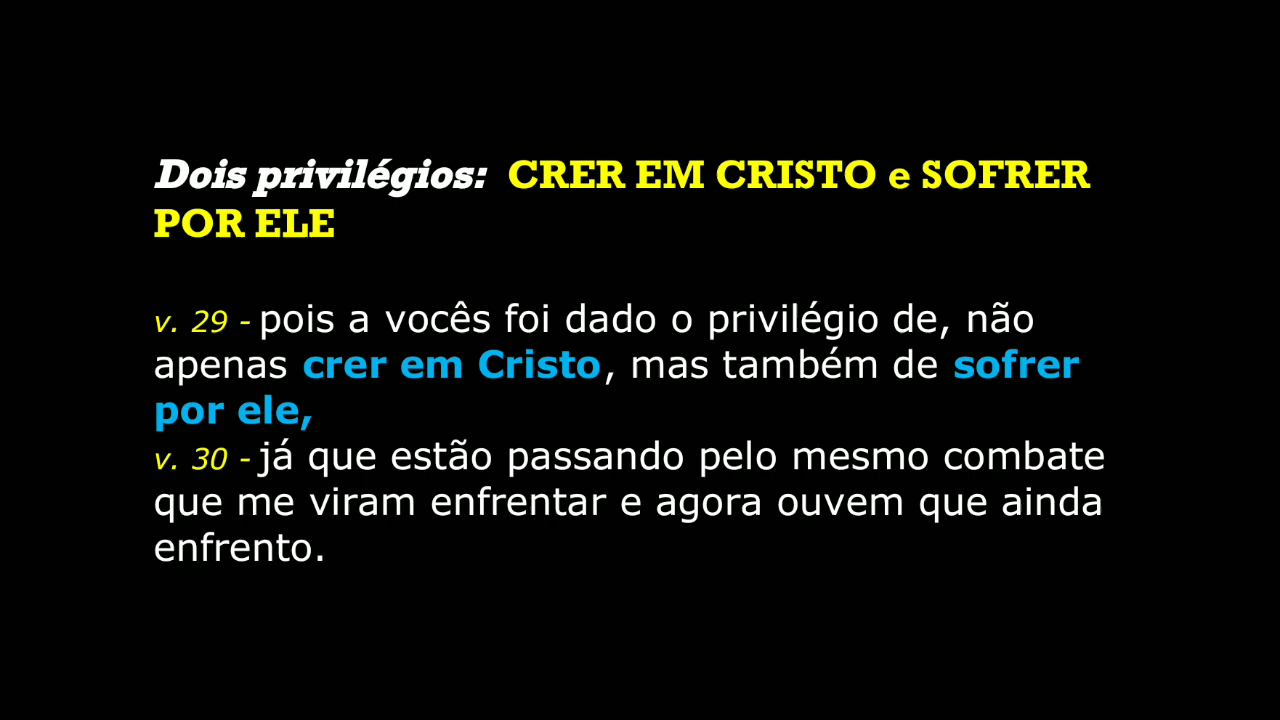 Dois privilégios: CRER EM CRISTO e SOFRER
POR ELE
v. 29 - pois a vocês foi dado o privilégio de, não
apenas crer em Cristo, mas também de sofrer
por ele,
v. 30 - já que estão passando pelo mesmo combate
que me viram enfrentar e agora ouvem que ainda
enfrento.